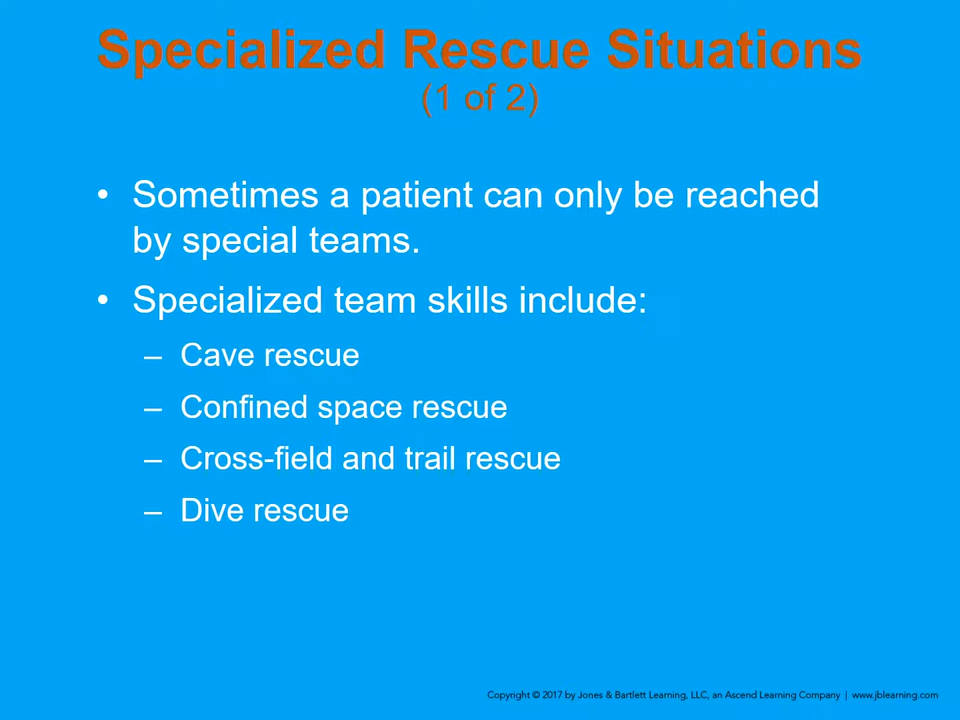 Specialized Rescue Situations
(1 of 2)
• Sometimes a patient can only be reached
by special teams.
• Specialized team skills include:
– Cave rescue
– Confined space rescue
– Cross-field and trail rescue
– Dive rescue
Copyright © 2017 by Jones & Bartlett Learning, LLC, an Ascend Learning Company | www.jblearning.com